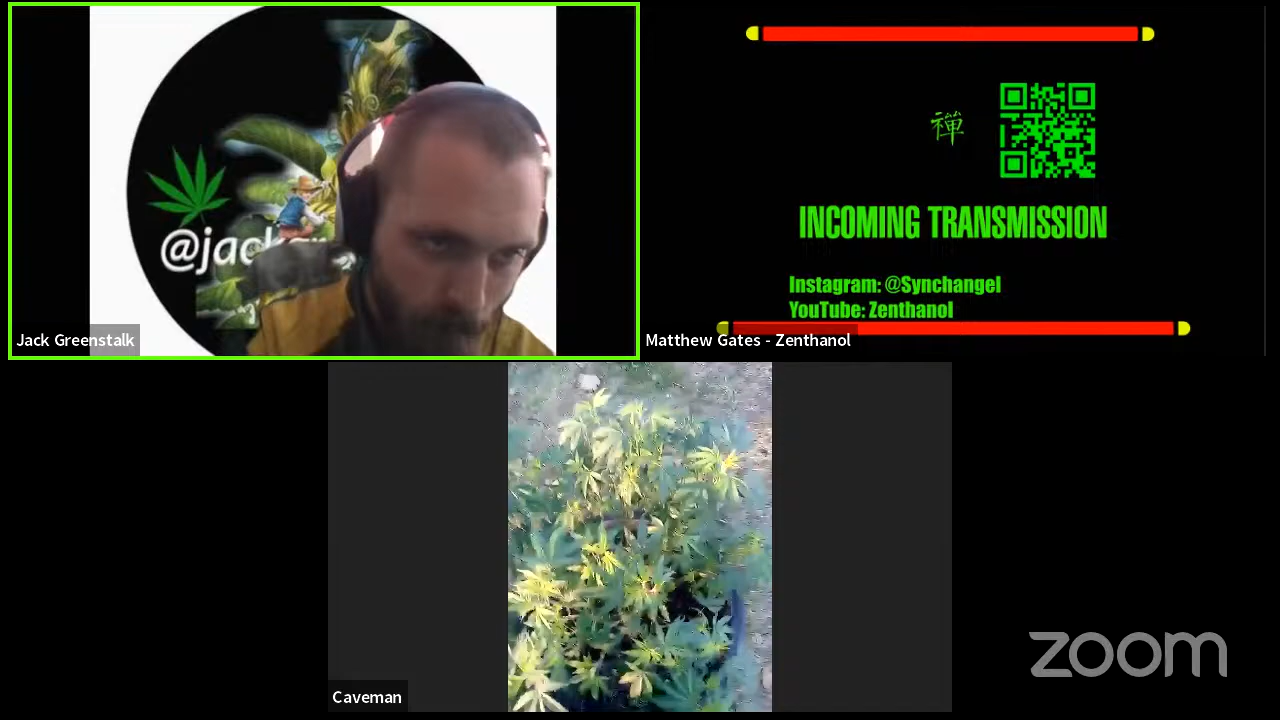 @jac
Jack Greenstalk
禪
INCOMING TRANSMISSION
Instagram: @Synchangel
YouTube: Zenthanol
Matthew Gates - Zenthanol
Caveman
zoom